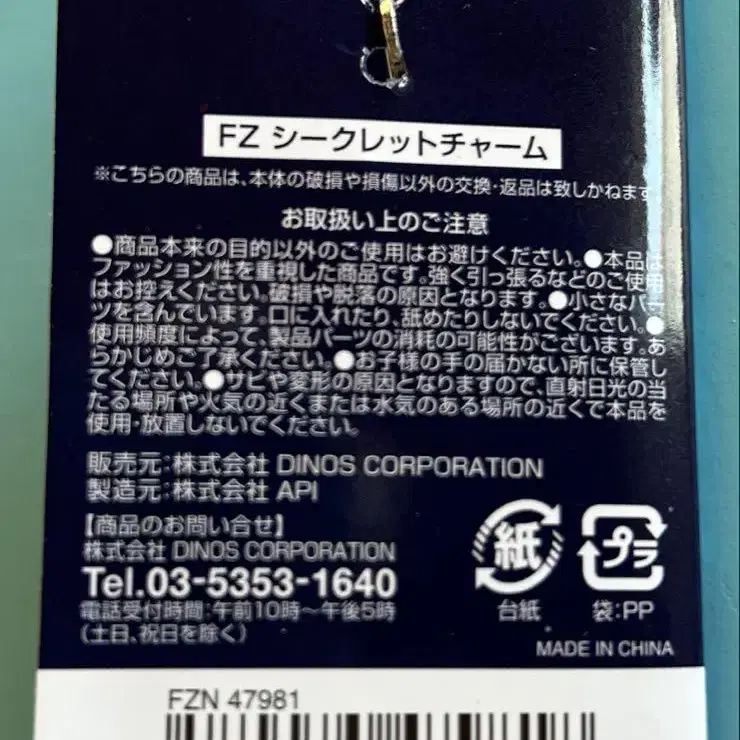 FZ シークレットチャーム
※こちらの商品は、本体の破損や損傷以外の交換・返品は致しかねます
お取扱い上のご注意
●商品本来の目的以外のご使用はお避けください。●本品は
ファッション性を重視した商品です。強く引っ張るなどのご使用
はお控えください。破損や脱落の原因となります。●小さなパー
ツを含んでいます。口に入れたり、舐めたりしないでください。●
使用頻度によって、製品パーツの消耗の可能性がございます。あ
らかじめご了承ください。●お子様の手の届かない所に保管し
てください。●サビや変形の原因となりますので、直射日光の当
たる場所や火気の近くまたは水気のある場所の近くで本品を
使用・放置しないでください。
販売元:株式会社 DINOS CORPORATION
製造元:株式会社 API
【商品のお問い合せ】
株式会社 DINOS CORPORATION
Tel.03-5353-1640
電話受付時間:午前10時〜午後5時
(土日、祝日を除く)
紙
台紙
プラ
袋:PP
MADE IN CHINA
FZN 47981